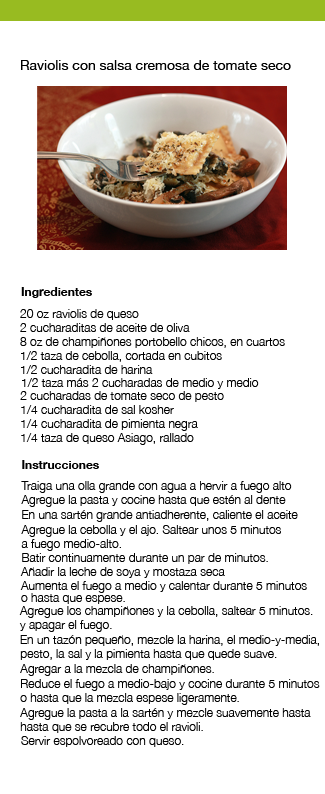 Raviolis con salsa cremosa de tomate seco
Ingredientes
20 oz raviolis de queso
2 cucharaditas de aceite de oliva
8 oz de champiñones portobello chicos, en cuartos
1/2 taza de cebolla, cortada en cubitos
1/2 cucharadita de harina
1/2 taza más 2 cucharadas de medio y medio
2 cucharadas de tomate seco de pesto
1/4 cucharadita de sal kosher
1/4 cucharadita de pimienta negra
1/4 taza de queso Asiago, rallado
Instrucciones
Traiga una olla grande con agua a hervir a fuego alto
Agregue la pasta y cocine hasta que estén al dente
En una sartén grande antiadherente, caliente el aceite
Agregue la cebolla y el ajo. Saltear unos 5 minutos
a fuego medio-alto.
Batir continuamente durante un par de minutos.
Añadir la leche de soya y mostaza seca
Aumenta el fuego a medio y calentar durante 5 minutos
o hasta que espese.
Agregue los champiñones y la cebolla, saltear 5 minutos.
y apagar el fuego.
En un tazón pequeño, mezcle la harina, el medio-y-media,
pesto, la sal y la pimienta hasta que quede suave.
Agregar a la mezcla de champiñones.
Reduce el fuego a medio-bajo y cocine durante 5 minutos
o hasta que la mezcla espese ligeramente.
Agregue la pasta a la sartén y mezcle suavemente hasta
hasta que se recubre todo el ravioli.
Servir espolvoreado con queso.